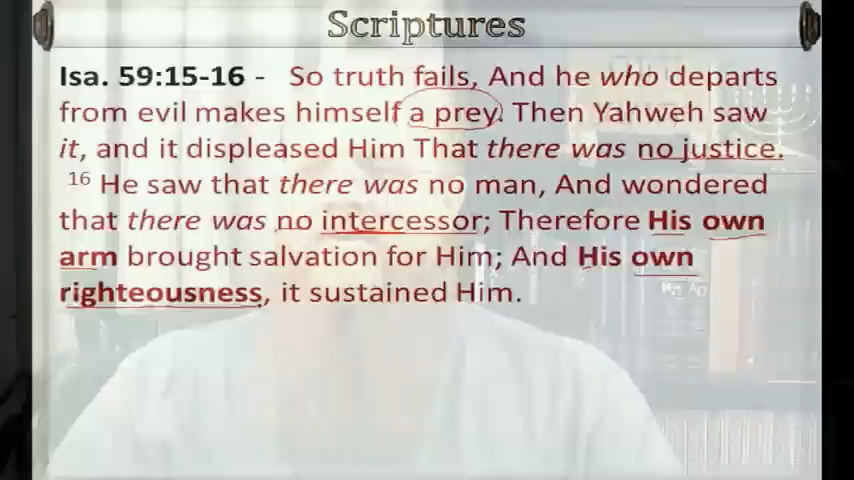 Scriptures
Isa. 59:15-16 - So truth fails, And he who departs
from evil makes himself a prey. Then Yahweh saw
it, and it displeased Him That there was no justice.
16 He saw that there was no man, And wondered
that there was no intercessor; Therefore His own
arm brought salvation for Him; And His own
righteousness, it sustained Him.